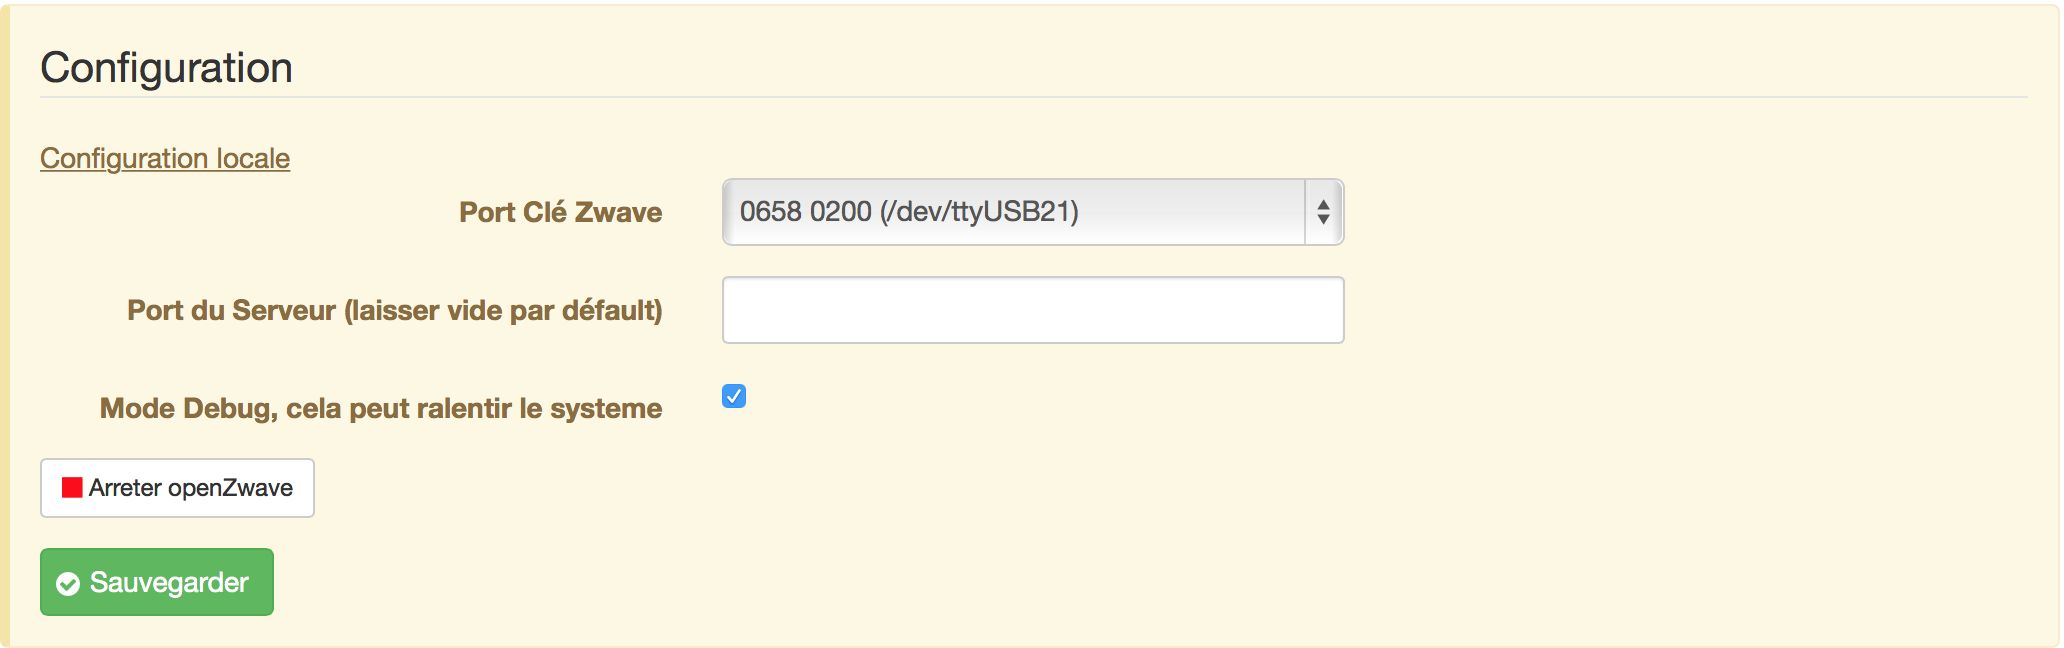 Configuration
Configuration locale
Port Clé Zwave
0658 0200 (/dev/ttyUSB21)
Port du Serveur (laisser vide par défault)
Mode Debug, cela peut ralentir le systeme
Arreter openZwave
Sauvegarder